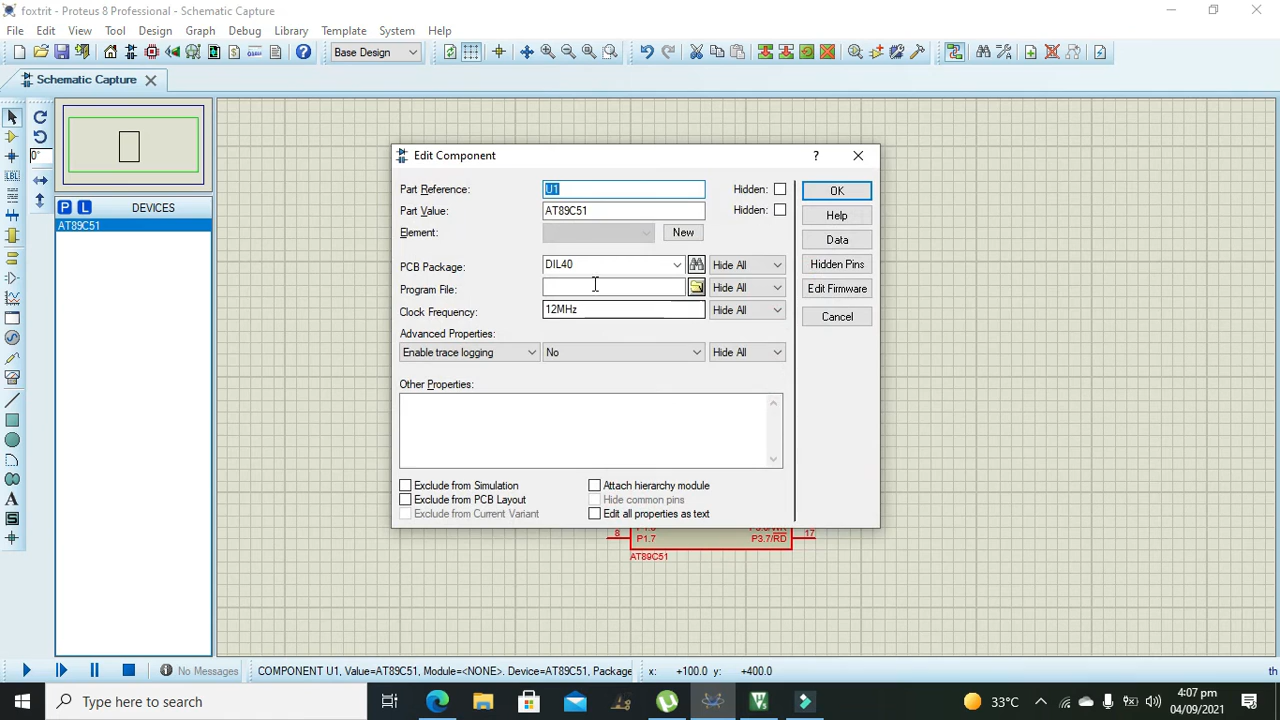 foxtrit - Proteus 8 Professional - Schematic Capture
File Edit View Tool Design Graph Debug Library Template System Help
Base Design
Schematic Capture
0°
P L DEVICES
AT89C51
Edit Component
?
Part Reference: U1 Hidden:
Part Value: AT89C51 Hidden:
Element: New
PCB Package: DIL40 Hide All
Program File: Hide All
Clock Frequency: 12MHz Hide All
Advanced Properties:
Enable trace logging No Hide All
Other Properties:
Exclude from Simulation Attach hierarchy module
Exclude from PCB Layout Hide common pins
Exclude from Current Variant Edit all properties as text
OK
Help
Data
Hidden Pins
Edit Firmware
Cancel
8 P1.7 P3.7/RD 17
AT89C51
No Messages COMPONENT U1, Value=AT89C51, Module=<NONE>. Device=AT89C51, Package x: +100.0 y: +400.0 th
Type here to search
33°C
4:07 pm
04/09/2021